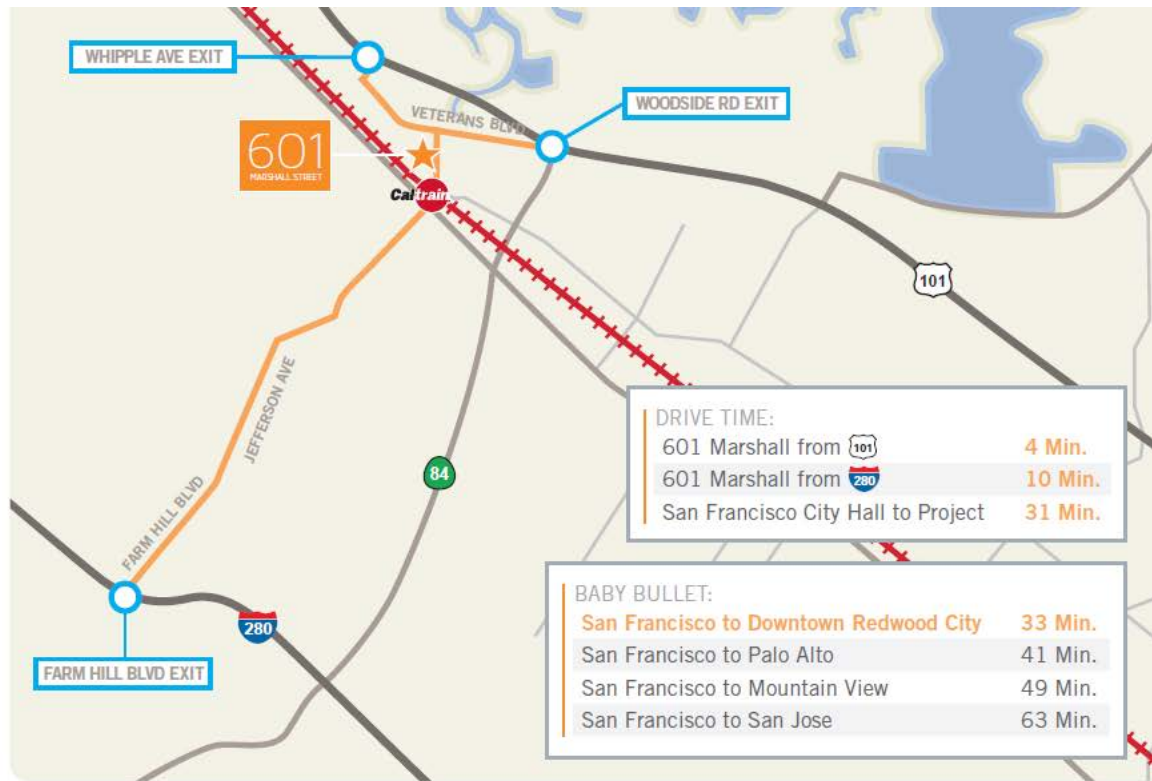 WHIPPLE AVE EXIT
VETERANS BLVD
WOODSIDE RD EXIT
601
MARSHALL STREET
Caltrain
101
JEFFERSON AVE
FARM HILL BLVD
84
280
FARM HILL BLVD EXIT
DRIVE TIME:
601 Marshall from 101 4 Min.
601 Marshall from 280 10 Min.
San Francisco City Hall to Project 31 Min.
BABY BULLET:
San Francisco to Downtown Redwood City 33 Min.
San Francisco to Palo Alto 41 Min.
San Francisco to Mountain View 49 Min.
San Francisco to San Jose 63 Min.